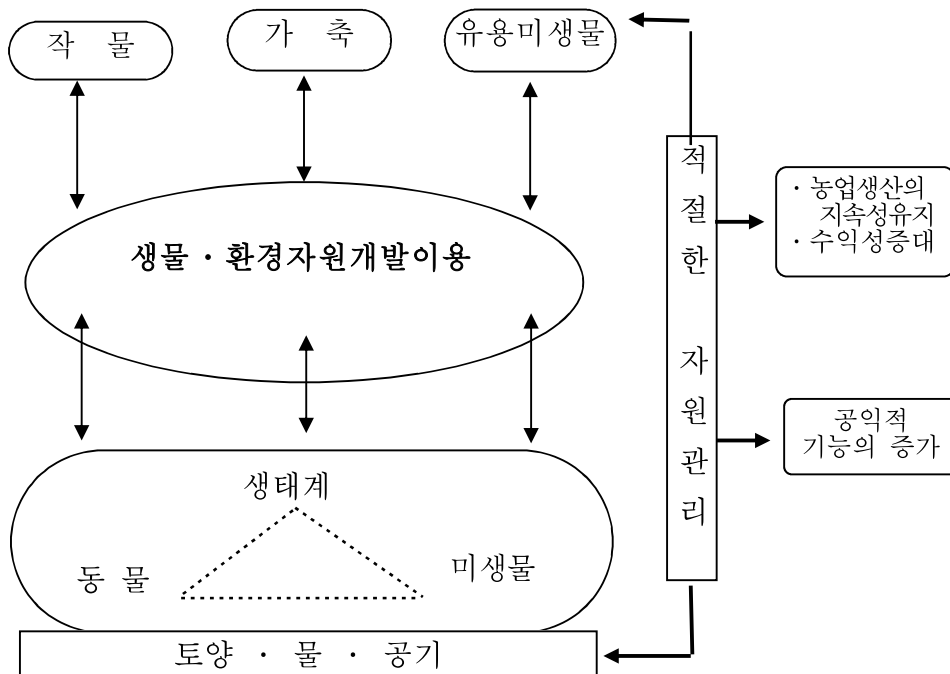 작 물
가 축
유용미생물
생물 · 환경자원개발이용
적절한 자원관리
· 농업생산의
지속성유지
· 수익성증대
공익적
기능의 증가
생태계
동 물
미생물
토양 · 물 · 공기